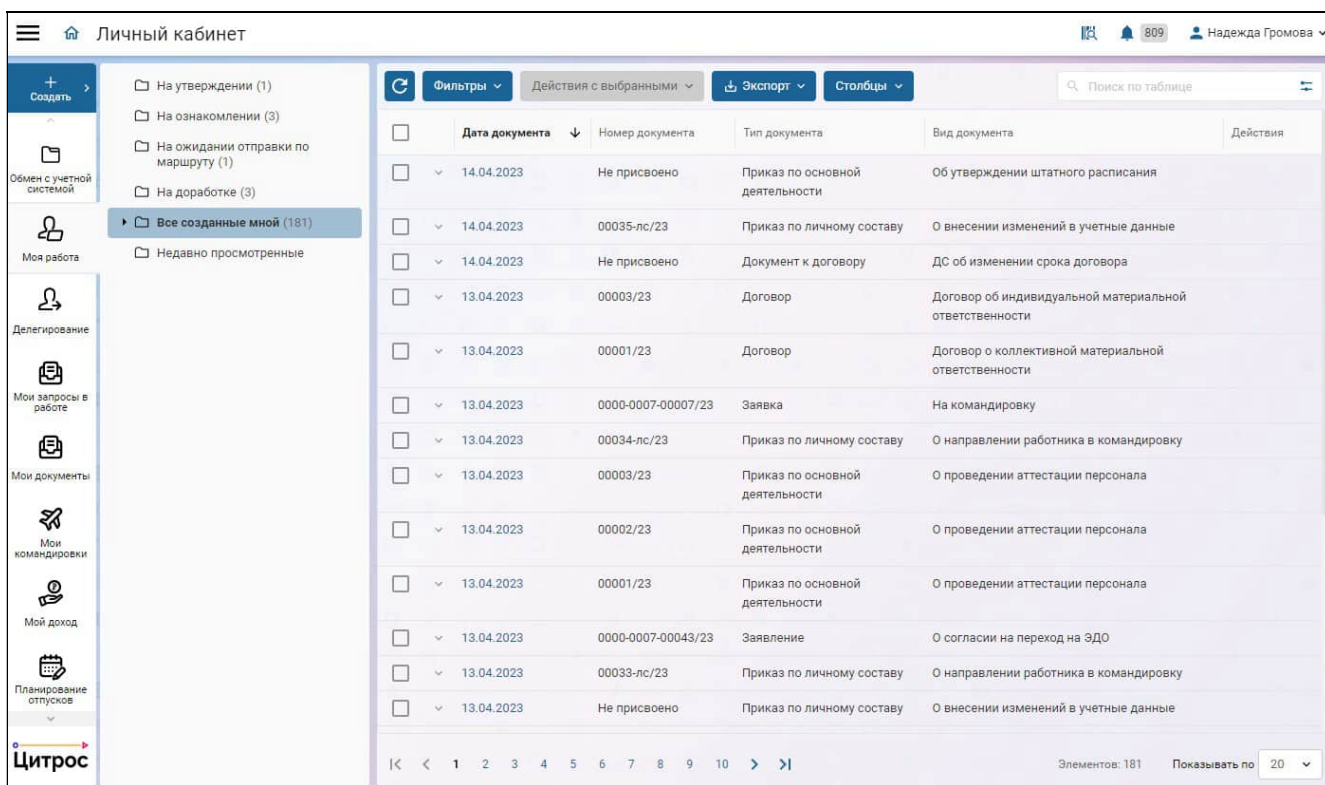 Личный кабинет
809
Надежда Громова
+
Создать
Обмен с учетной
системой
Моя работа
Делегирование
Мои запросы в
работе
Мои документы
Мои
командировки
Мой доход
Планирование
отпусков
Цитрос
На утверждении (1)
На ознакомлении (3)
На ожидании отправки по
маршруту (1)
На доработке (3)
Все созданные мной (181)
Недавно просмотренные
Фильтры
Действия с выбранными
Экспорт
Столбцы
Поиск по таблице
Дата документа Номер документа Тип документа Вид документа Действия
14.04.2023 Не присвоено Приказ по основной Об утверждении штатного расписания
деятельности
14.04.2023 00035-лс/23 Приказ по личному составу О внесении изменений в учетные данные
14.04.2023 Не присвоено Документ к договору ДС об изменении срока договора
13.04.2023 00003/23 Договор Договор об индивидуальной материальной
ответственности
13.04.2023 00001/23 Договор Договор о коллективной материальной
ответственности
13.04.2023 0000-0007-00007/23 Заявка На командировку
13.04.2023 00034-лс/23 Приказ по личному составу О направлении работника в командировку
13.04.2023 00003/23 Приказ по основной О проведении аттестации персонала
деятельности
13.04.2023 00002/23 Приказ по основной О проведении аттестации персонала
деятельности
13.04.2023 00001/23 Приказ по основной О проведении аттестации персонала
деятельности
13.04.2023 0000-0007-00043/23 Заявление О согласии на переход на ЭДО
13.04.2023 00033-лс/23 Приказ по личному составу О направлении работника в командировку
13.04.2023 Не присвоено Приказ по личному составу О внесении изменений в учетные данные
1 2 3 4 5 6 7 8 9 10
Элементов: 181 Показывать по 20